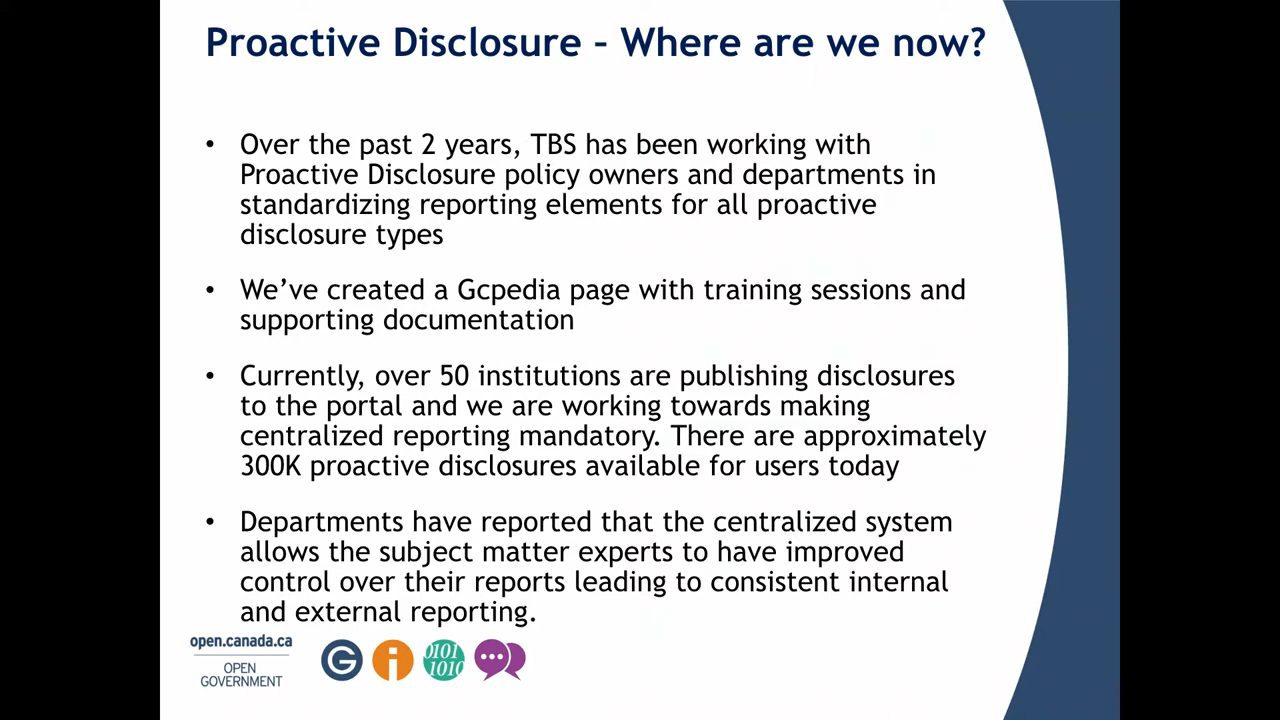 Proactive Disclosure – Where are we now?
• Over the past 2 years, TBS has been working with
Proactive Disclosure policy owners and departments in
standardizing reporting elements for all proactive
disclosure types
• We’ve created a Gcpedia page with training sessions and
supporting documentation
• Currently, over 50 institutions are publishing disclosures
to the portal and we are working towards making
centralized reporting mandatory. There are approximately
300K proactive disclosures available for users today
• Departments have reported that the centralized system
allows the subject matter experts to have improved
control over their reports leading to consistent internal
and external reporting.
open.canada.ca
OPEN
GOVERNMENT
G
i
0101
1010